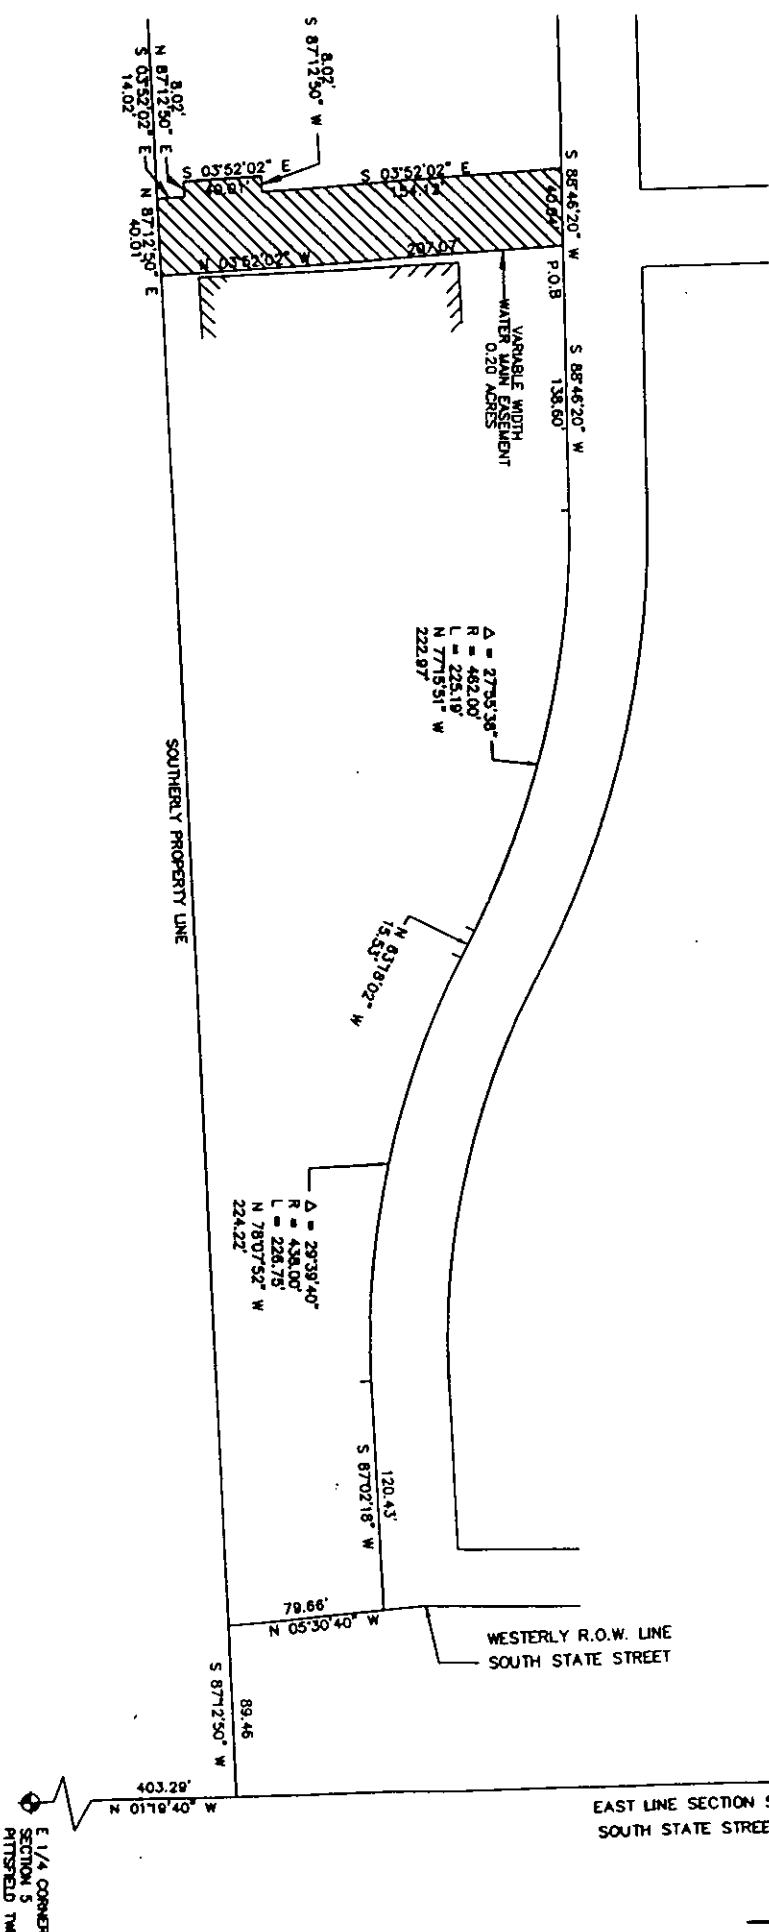 8.02'
S 87°12'50" W
8.02'
N 87°12'50" E
S 03°52'02" E
14.02'
S 03°52'02" E
40.01'
S 03°52'02" E
154.12'
S 88°46'20" W
40.04'
N 87°12'50" E
40.01'
N 03°52'02" W
207.07'
P.O.B
VARIABLE WIDTH
WATER MAIN EASEMENT
0.20 ACRES
S 88°46'20" W
138.60'
Δ = 27°55'38"
R = 462.00'
L = 225.19'
N 77°15'51" W
222.97'
N 63°18'02" W
15.53'
SOUTHERLY PROPERTY LINE
Δ = 29°39'40"
R = 438.00'
L = 226.75'
N 78°07'52" W
224.22'
120.43'
S 87°02'18" W
79.66'
N 05°30'40" W
WESTERLY R.O.W. LINE
SOUTH STATE STREET
89.46
S 87°12'50" W
403.29'
N 01°19'40" W
EAST LINE SECTION
SOUTH STATE STREE
E 1/4 CORNER
SECTION 5
PITTSFIELD TW